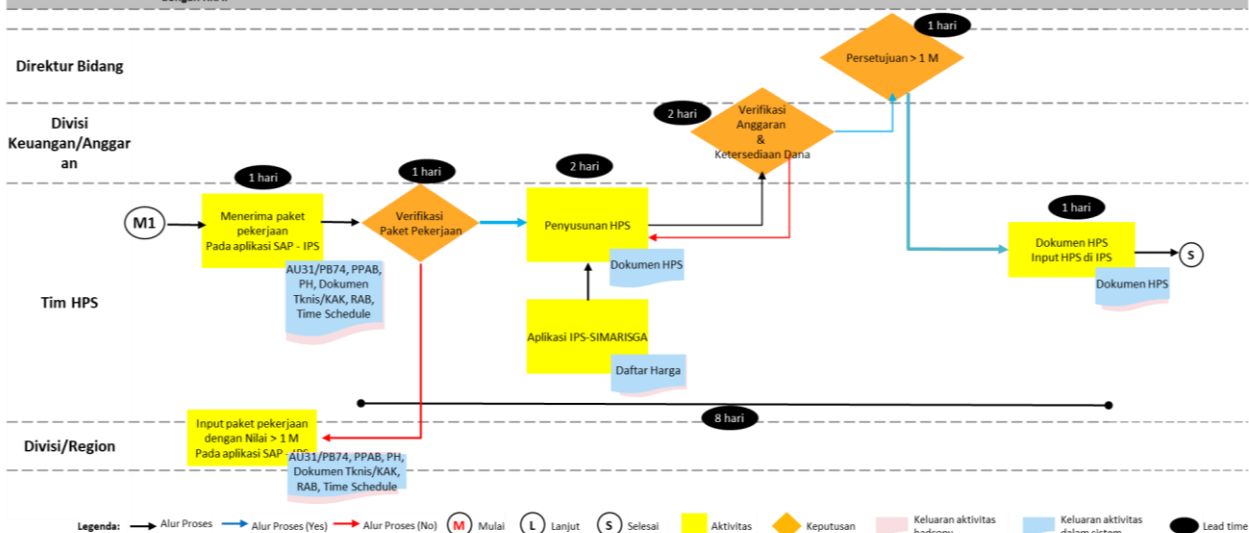 1 hari
Direktur Bidang
Persetujuan > 1 M
Divisi
Keuangan/Anggar
an
2 hari
Verifikasi
Anggaran
&
Ketersediaan Dana
1 hari
1 hari
2 hari
M1
Menerima paket
pekerjaan
Pada aplikasi SAP - IPS
Verifikasi
Paket Pekerjaan
Penyusunan HPS
1 hari
Dokumen HPS
Input HPS di IPS
S
AU31/PB74, PPAB,
PH, Dokumen
Tknis/KAK, RAB,
Time Schedule
Dokumen HPS
Dokumen HPS
Tim HPS
Aplikasi IPS-SIMARISGA
Daftar Harga
8 hari
Divisi/Region
Input paket pekerjaan
dengan Nilai > 1 M
Pada aplikasi SAP - IPS
AU31/PB74, PPAB, PH,
Dokumen Tknis/KAK,
RAB, Time Schedule
Legenda:
Alur Proses
Alur Proses (Yes)
Alur Proses (No)
M
Mulai
L
Lanjut
S
Selesai
Aktivitas
Keputusan
Keluaran aktivitas
Keluaran aktivitas
dalam sistem
Lead time